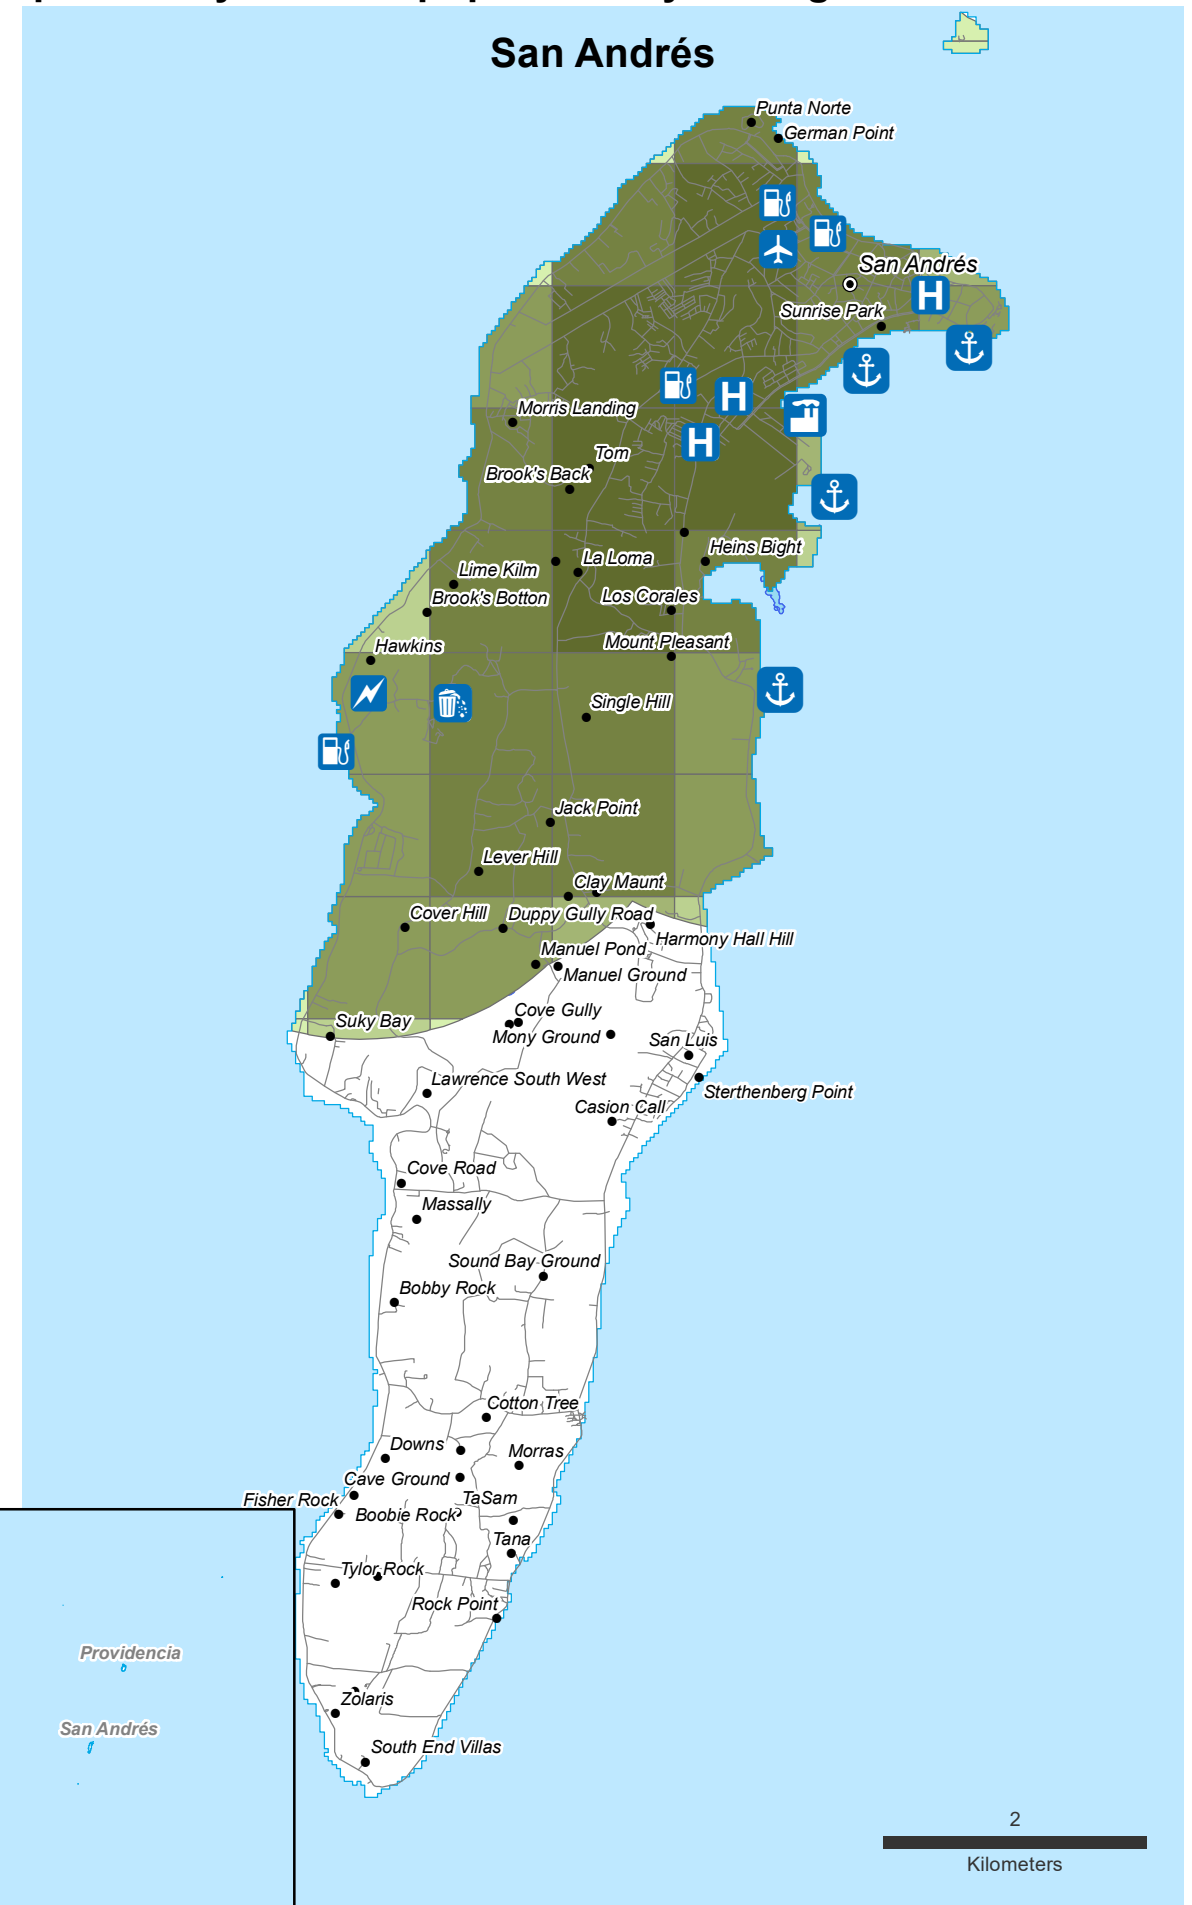 San Andrés
Punta Norte
German Point
San Andrés
H
Sunrise Park
H
Morris Landing
H
Tom
Brook's Back
Heins Bight
La Loma
Lime Kilm
Los Corales
Brook's Botton
Mount Pleasant
Hawkins
Single Hill
Jack Point
Lever Hill
Clay Maunt
Cover Hill
Duppy Gully Road
Harmony Hall Hill
Manuel Pond
Manuel Ground
Cove Gully
Suky Bay
Mony Ground
San Luis
Lawrence South West
Sterthenberg Point
Casion Call
Cove Road
Massally
Sound Bay Ground
Bobby Rock
Cotton Tree
Downs
Morras
Cave Ground
TaSam
Fisher Rock
Boobie Rock
Tana
Tylor Rock
Rock Point
Providencia
Zolaris
San Andrés
South End Villas
2
Kilometers